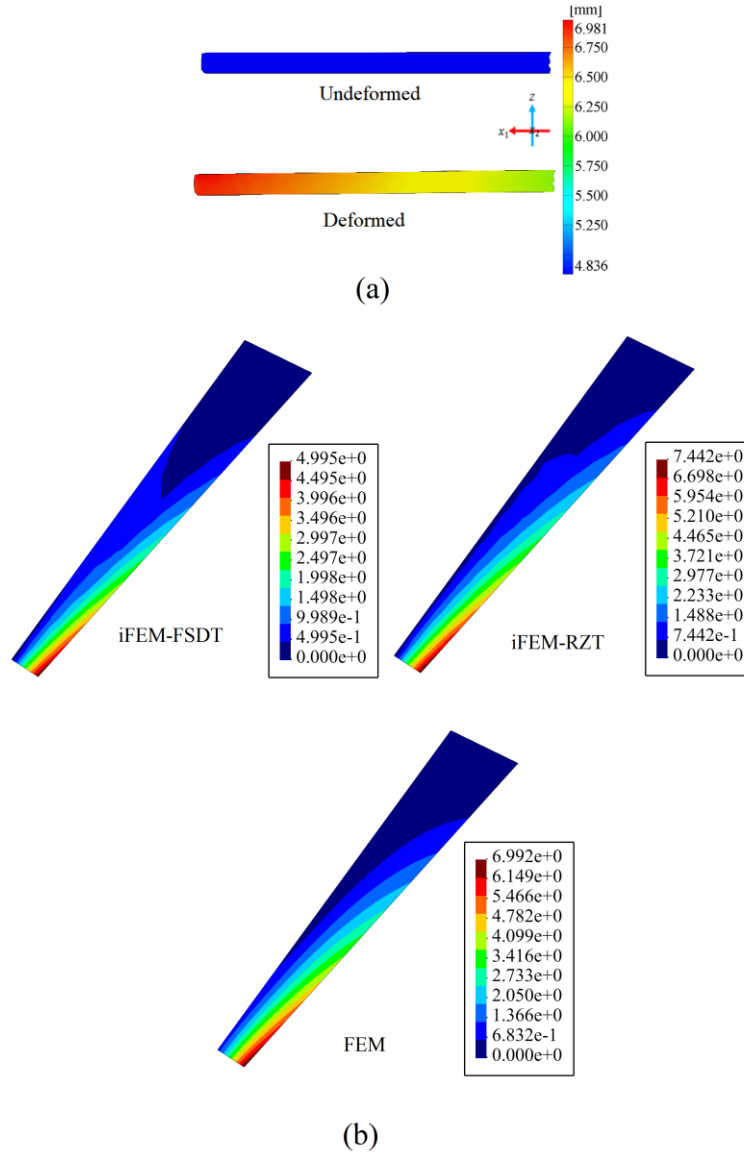 [mm]
6.981
6.750
6.500
Undeformed
6.250
z
x₁
x₂
6.000
5.750
5.500
Deformed
5.250
4.836
(a)
4.995e+0
4.495e+0
3.996e+0
3.496e+0
2.997e+0
2.497e+0
1.998e+0
1.498e+0
9.989e-1
4.995e-1
0.000e+0
iFEM-FSDT
7.442e+0
6.698e+0
5.954e+0
5.210e+0
4.465e+0
3.721e+0
2.977e+0
2.233e+0
1.488e+0
7.442e-1
0.000e+0
iFEM-RZT
6.992e+0
6.149e+0
5.466e+0
4.782e+0
4.099e+0
3.416e+0
2.733e+0
2.050e+0
1.366e+0
6.832e-1
0.000e+0
FEM
(b)